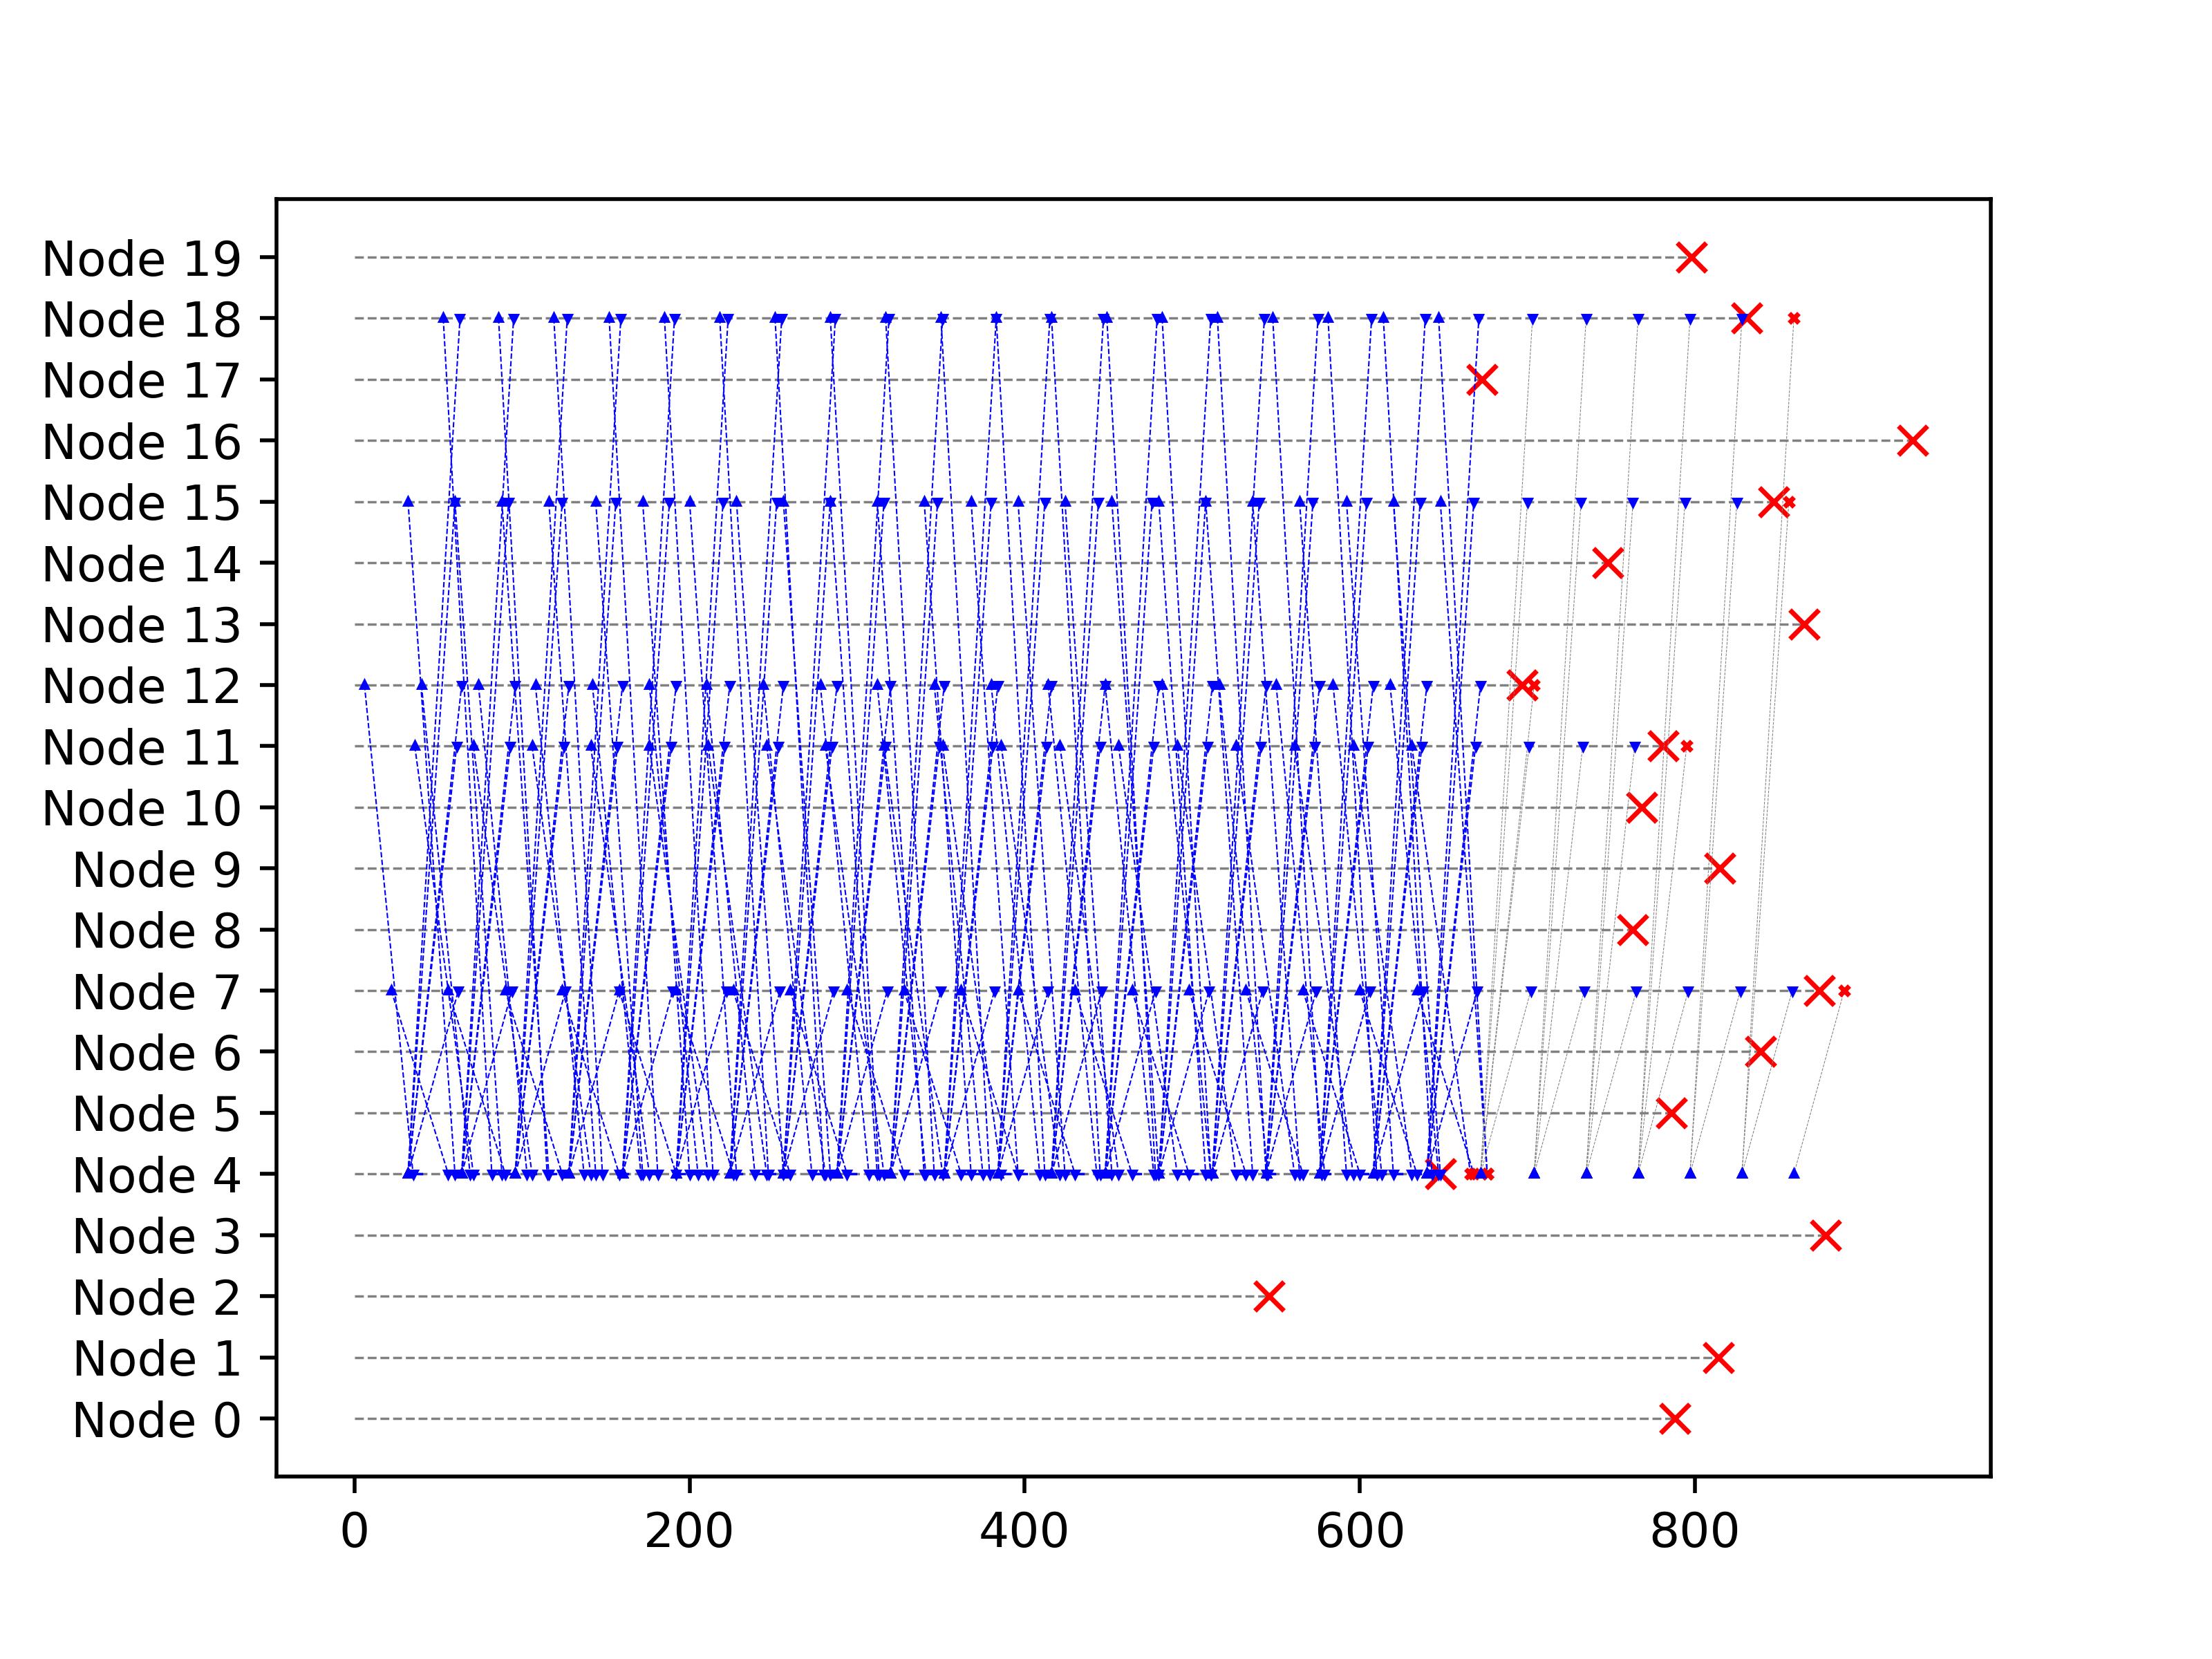 Node 19
Node 18
Node 17
Node 16
Node 15
Node 14
Node 13
Node 12
Node 11
Node 10
Node 9
Node 8
Node 7
Node 6
Node 5
Node 4
Node 3
Node 2
Node 1
Node 0
0 200 400 600 800